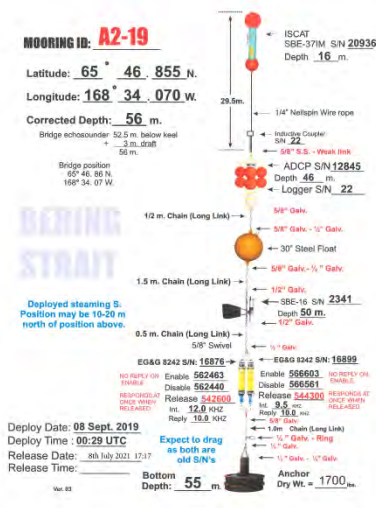 MOORING ID: A2-19
Latitude: 65 ° 46 . 855 N.
Longitude: 168 ° 34 . 070 W.
Corrected Depth: 56 m.
Bridge echosounder 52.5 m. below keel
+ 3 m. draft
56 m.
Bridge position
65° 46. 86 N.
168° 34. 07 W.
BERING
STRAIT
Deployed steaming S.
Position may be 10-20 m
north of position above.
ISCAT
SBE-37IM S/N 20936
Depth 16 m.
29.5m.
1/4" Neilspin Wire rope
Inductive Coupler
S/N 22
5/8" S.S. - Weak link
ADCP S/N 12845
Depth 46 m.
Logger S/N 22
1/2 m. Chain (Long Link)
5/8" Galv.
5/8" Galv. - ½" Galv.
30" Steel Float
5/8" Galv.- ½ " Galv.
1.5 m. Chain (Long Link)
1/2" Galv.
SBE-16 S/N 2341
Depth 50 m.
1/2" Galv.
0.5 m. Chain (Long Link)
5/8" Swivel
½ " Galv.
EG&G 8242 S/N: 16876
EG&G 8242 S/N: 16899
NO REPLY ON
ENABLE
Enable 562463
Disable 562440
RESPONDS AT
ONCE WHEN
RELEASED
Release 542600
Int. 12.0 KHZ
Reply 10.0 KHZ
Enable 566603
Disable 566561
NO REPLY ON
ENABLE.
Release 544306
RESPONDS AT
ONCE WHEN
RELEASED
Int. 9.5 KHZ
Reply 10.0 KHZ
5/8" Galv.
1.0m Chain (Long Link)
½ " Galv. - Ring
½ " Galv.
½ " Galv. - ½" Galv.
Deploy Date: 08 Sept. 2019
Deploy Time : 00:29 UTC
Release Date: 8th July 2021 17:17
Release Time:
Ver. 03
Expect to drag
as both are
old S/N's
Bottom
Depth: 55 m.
Anchor
Dry Wt. = 1700 lbs.